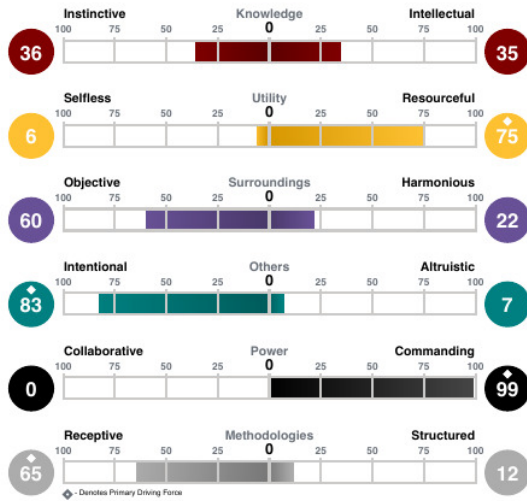 Instinctive Knowledge Intellectual
100 75 50 25 0 25 50 75 100
36 35
Selfless Utility Resourceful
100 75 50 25 0 25 50 75 100
6 75
Objective Surroundings Harmonious
100 75 50 25 0 25 50 75 100
60 22
Intentional Others Altruistic
100 75 50 25 0 25 50 75 100
83 7
Collaborative Power Commanding
100 75 50 25 0 25 50 75 100
0 99
Receptive Methodologies Structured
100 75 50 25 0 25 50 75 100
65 12
- Denotes Primary Driving Force